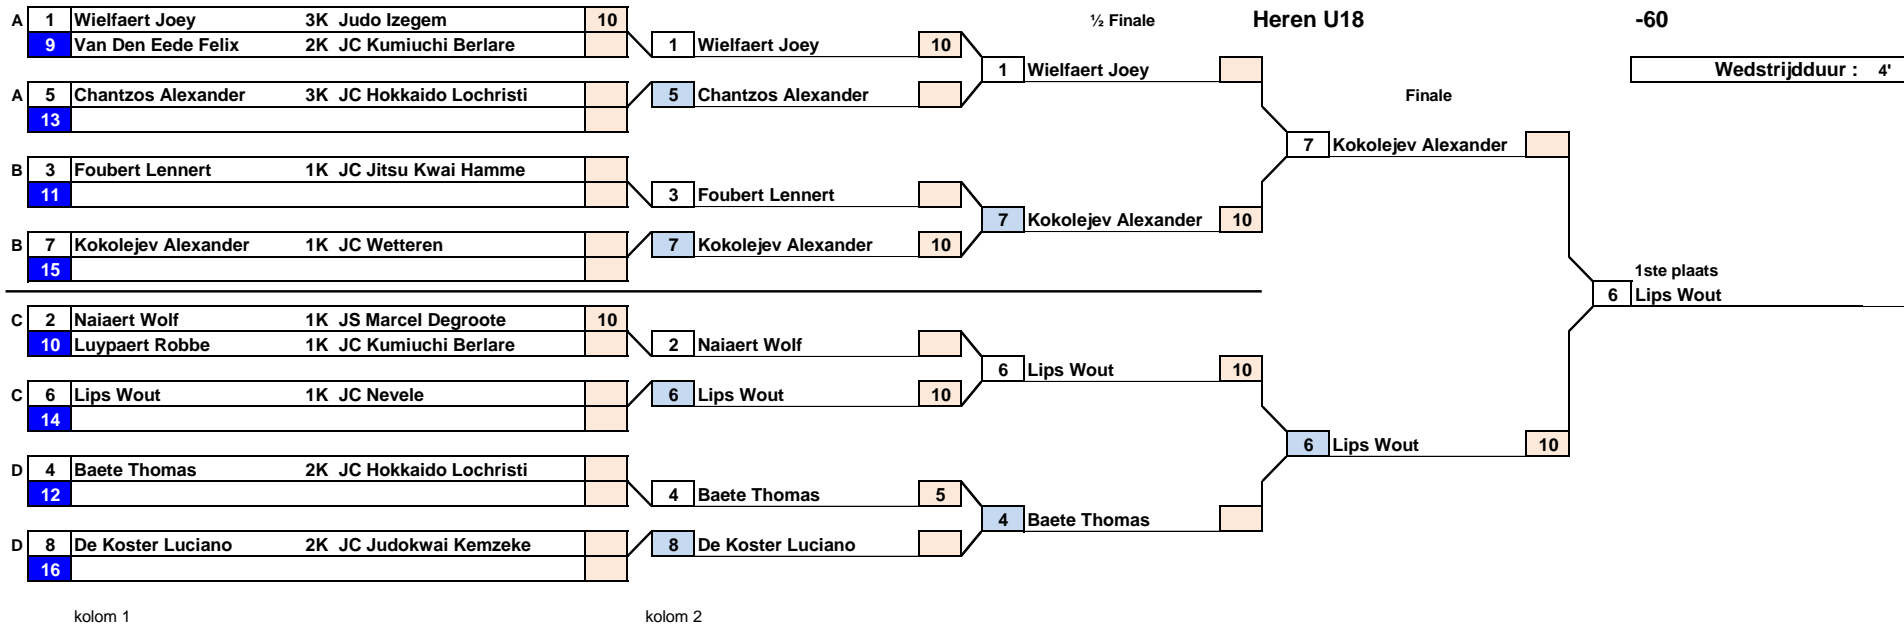 ½ Finale Heren U18 -60
A 1 Wielfaert Joey 3K Judo Izegem 10
9 Van Den Eede Felix 2K JC Kumiuchi Berlare
1 Wielfaert Joey 10
1 Wielfaert Joey
Wedstrijdduur : 4'
A 5 Chantzos Alexander 3K JC Hokkaido Lochristi
5 Chantzos Alexander
Finale
13
7 Kokolejev Alexander
B 3 Foubert Lennert 1K JC Jitsu Kwai Hamme
11
3 Foubert Lennert
7 Kokolejev Alexander 10
B 7 Kokolejev Alexander 1K JC Wetteren
7 Kokolejev Alexander 10
15
1ste plaats
6 Lips Wout
C 2 Naiaert Wolf 1K JS Marcel Degroote 10
10 Luypaert Robbe 1K JC Kumiuchi Berlare
2 Naiaert Wolf
6 Lips Wout 10
C 6 Lips Wout 1K JC Nevele
6 Lips Wout 10
14
6 Lips Wout 10
D 4 Baete Thomas 2K JC Hokkaido Lochristi
12
4 Baete Thomas 5
4 Baete Thomas
D 8 De Koster Luciano 2K JC Judokwai Kemzeke
8 De Koster Luciano
16
kolom 1 kolom 2